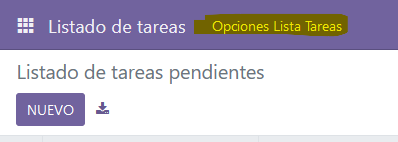 Listado de tareas Opciones Lista Tareas
Listado de tareas pendientes
NUEVO